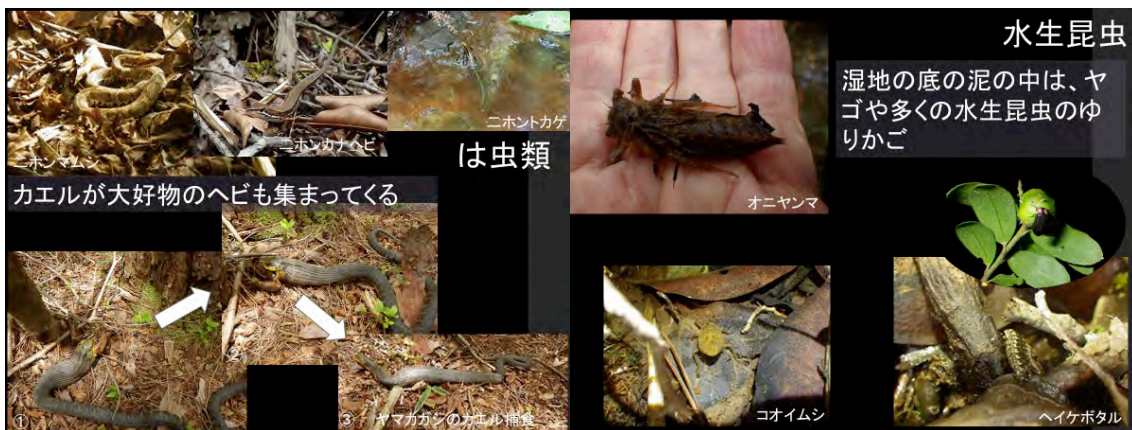 ニホンマムシ
ニホンカナヘビ
ニホントカゲ
は虫類
カエルが大好物のヘビも集まってくる
①
②
③
ヤマカガシのカエル捕食
水生昆虫
湿地の底の泥の中は、ヤ
ゴや多くの水生昆虫のゆ
りかご
オニヤンマ
コオイムシ
ヘイケボタル